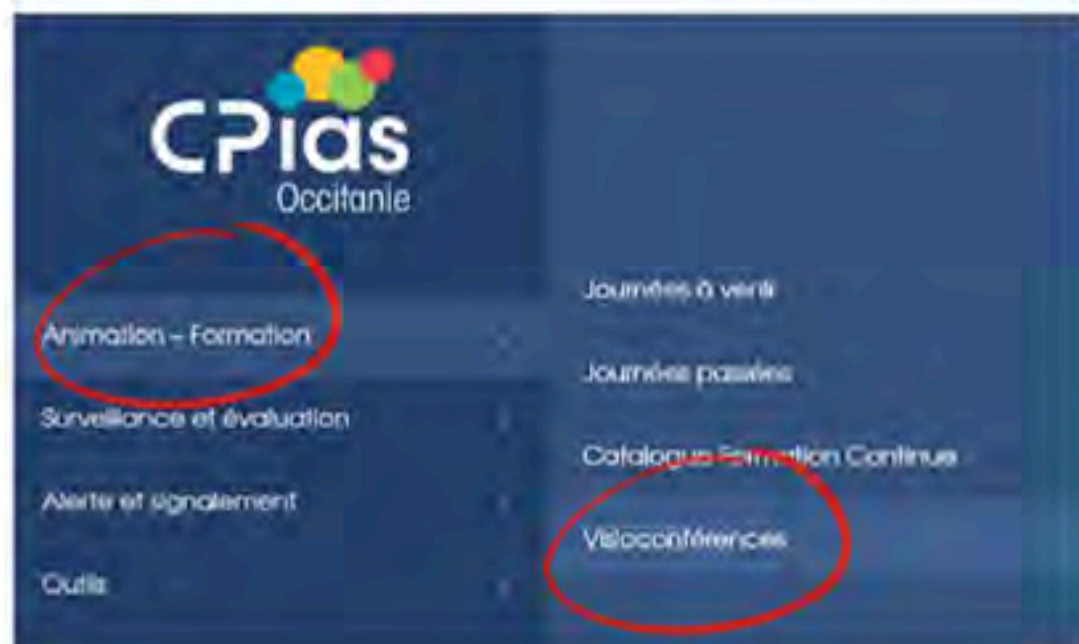 CPias
Occitanie
Animation – Formation
Surveillance et évaluation
Alerte et signalement
Outils
Journées à venir
Journées passées
Catalogue Formation Continue
Visioconférences